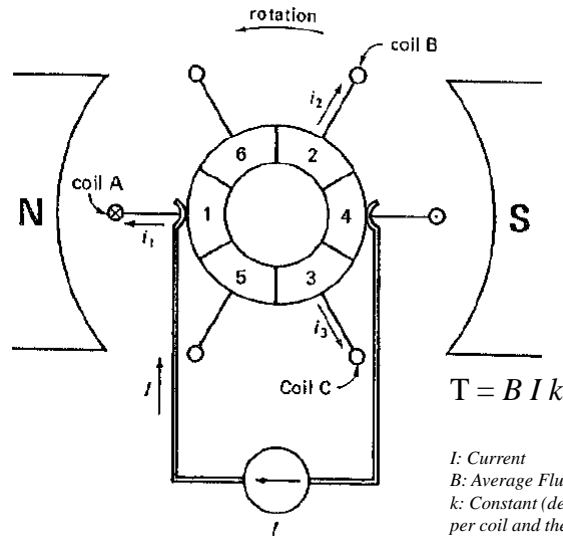 rotation
coil B
i2
6
2
coil A
N
1
4
S
i1
5
3
i3
Coil C
I
T = B I k
I: Current
B: Average Flu
k: Constant (de
per coil and the
I